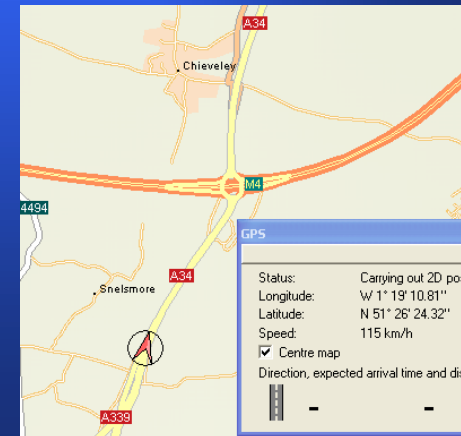 A34
Chieveley
M4
4494
GPS
A34
Status: Carrying out 2D pos
Snelsmore
Longitude: W 1° 19' 10.81''
Latitude: N 51° 26' 24.32''
Speed: 115 km/h
Centre map
Direction, expected arrival time and dis
A339
- -